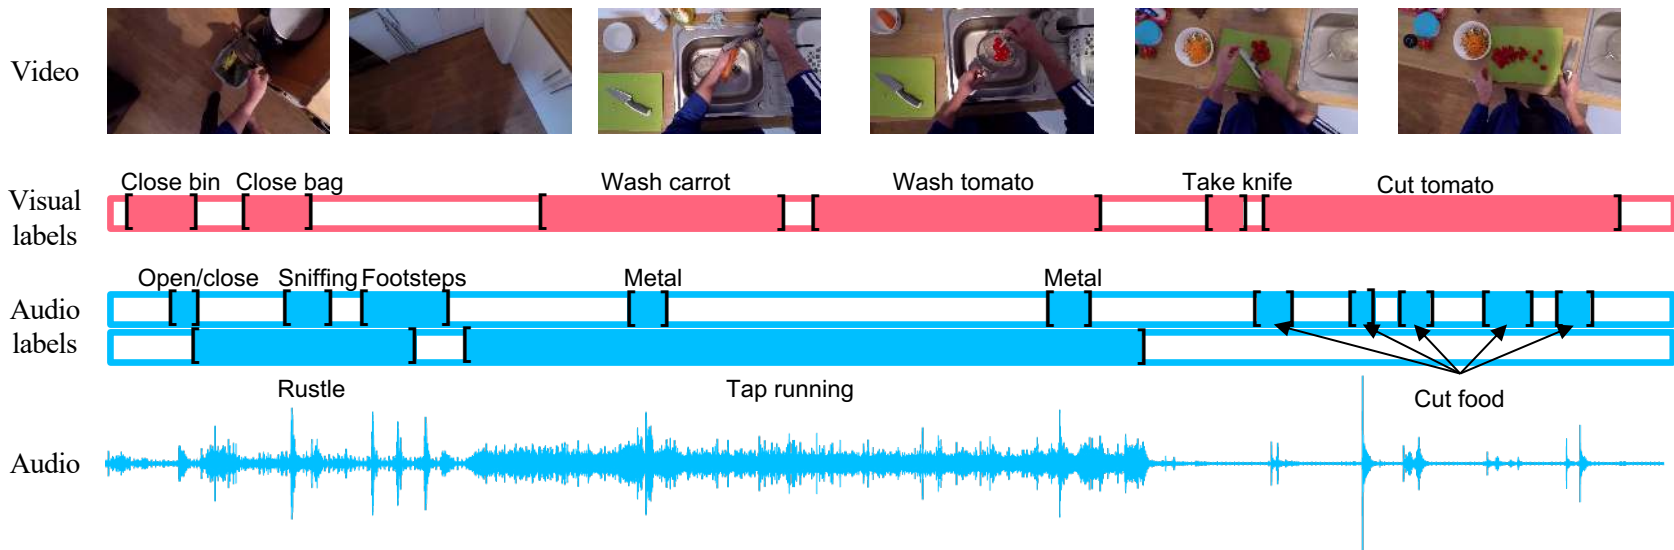 Video
Visual
labels
Close bin Close bag Wash carrot Wash tomato Take knife Cut tomato
Audio
labels
Open/close Sniffing Footsteps Metal Metal
Rustle Tap running Cut food
Audio